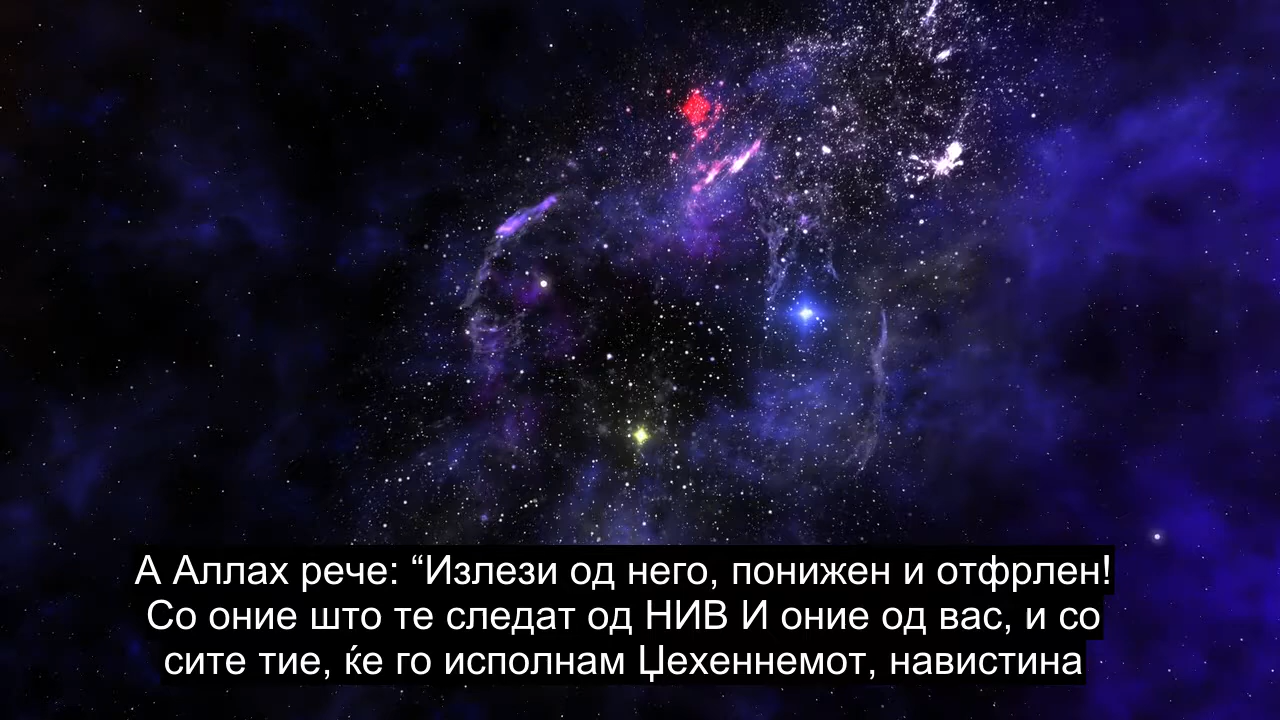 А Аллах рече: “Излези од него, понижен и отфрлен!
Со оние што те следат од НИВ И оние од вас, и со
сите тие, ќе го исполнам Џехеннемот, навистина